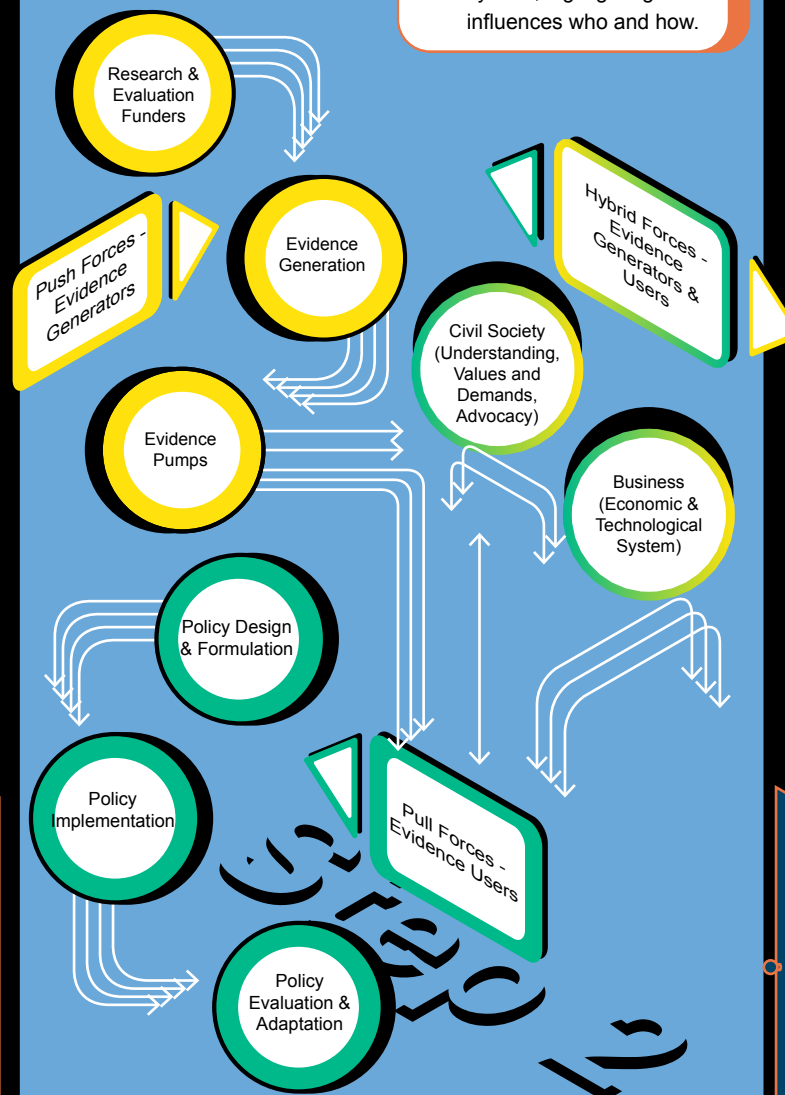 influences who and how.
Research &
Evaluation
Funders
Push Forces -
Evidence
Generators
Evidence
Generation
Hybrid Forces -
Evidence
Generators &
Users
Civil Society
(Understanding,
Values and
Demands,
Advocacy)
Evidence
Pumps
Business
(Economic &
Technological
System)
Policy Design
& Formulation
Policy
Implementation
Pull Forces -
Evidence Users
Policy
Evaluation &
Adaptation